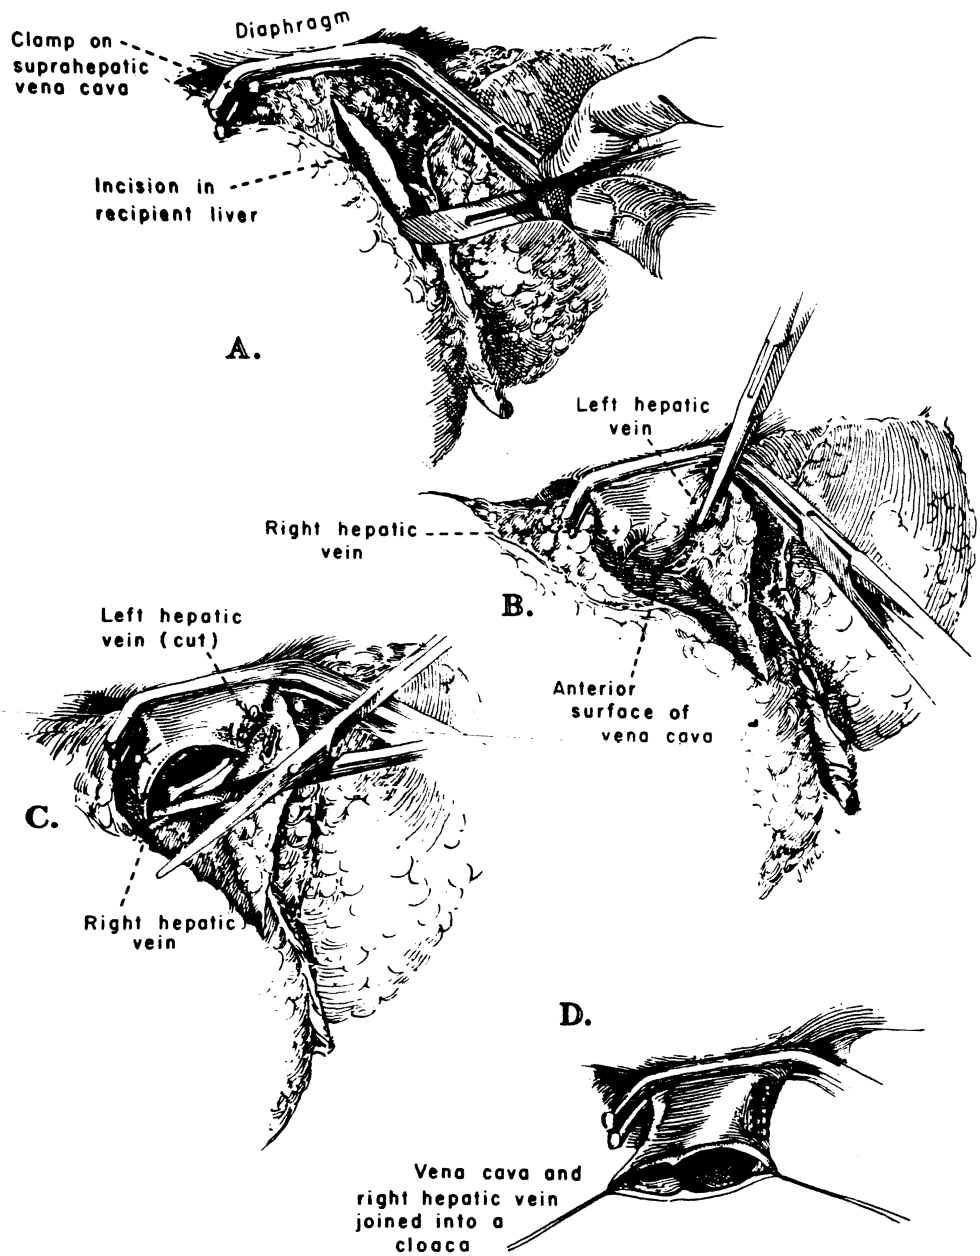 Diaphragm
Clamp on
suprahepatic
vena cava
Incision in
recipient liver
A.
Left hepatic
vein
Right hepatic
vein
B.
Anterior
surface of
vena cava
J McC.
Left hepatic
vein (cut)
C.
Right hepatic
vein
D.
Vena cava and
right hepatic vein
joined into a
cloaca